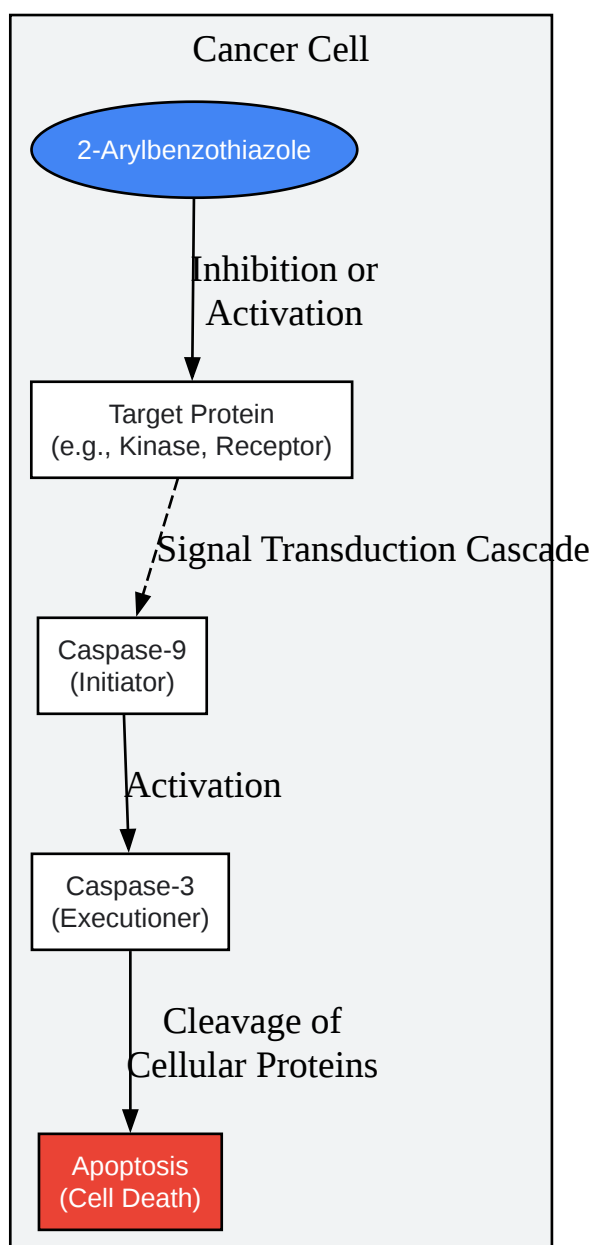 Cancer Cell
2-Arylbenzothiazole
Inhibition or
Activation
Target Protein
(e.g., Kinase, Receptor)
Signal Transduction Cascade
Caspase-9
(Initiator)
Activation
Caspase-3
(Executioner)
Cleavage of
Cellular Proteins
Apoptosis
(Cell Death)